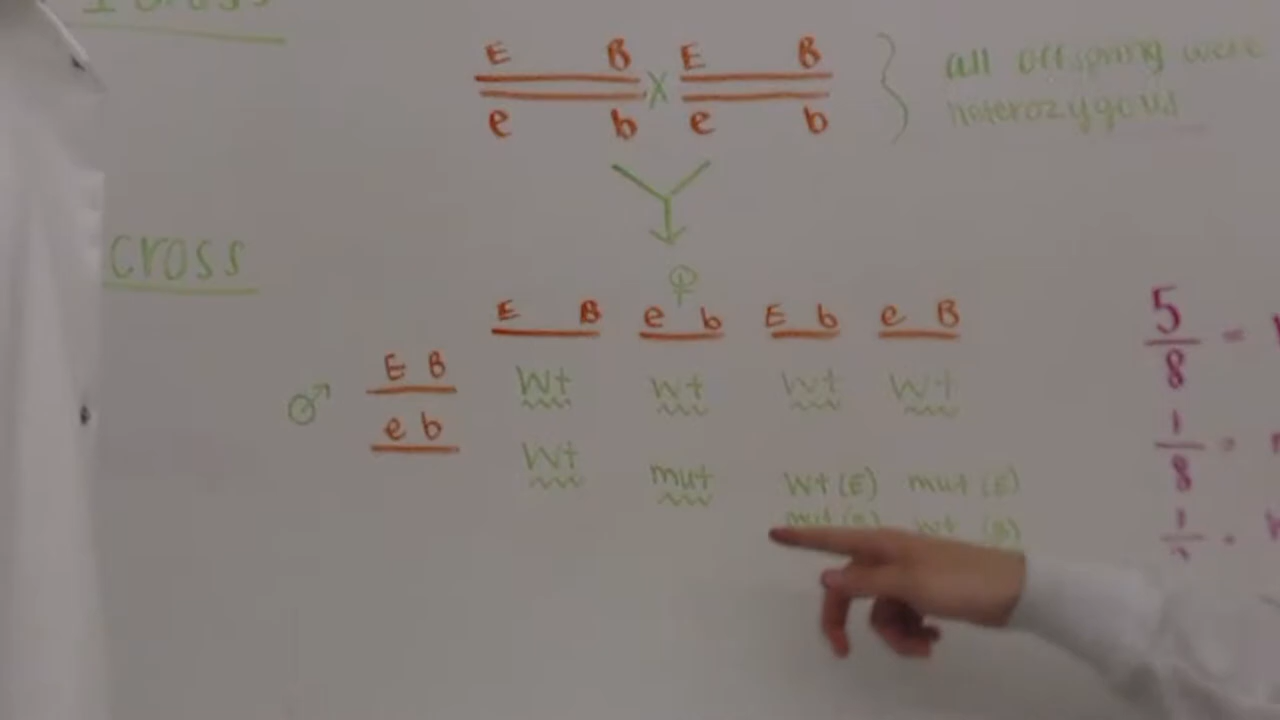 E B E B
X
e b e b
all offspring were
heterozygous
cross
♀
E B e b E b e B
♂
E B
wt wt wt wt
e b
wt mut wt (E) mut (E)
mut (B) wt (B)
5/8 =
1/8 =
1